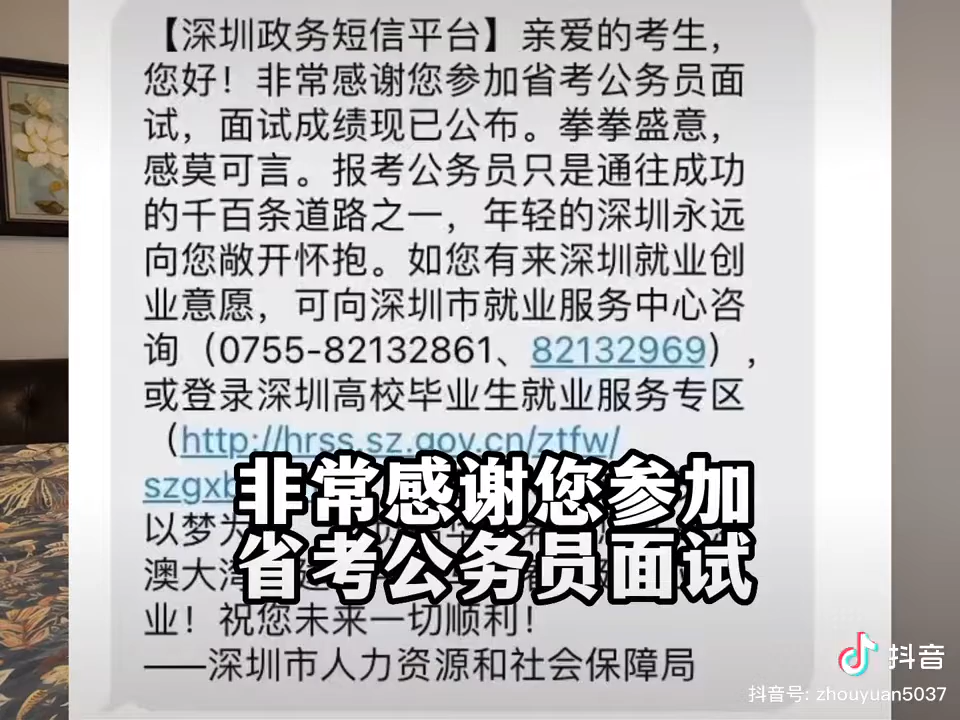 【深圳政务短信平台】亲爱的考生，
您好！非常感谢您参加省考公务员面
试，面试成绩现已公布。拳拳盛意，
感莫可言。报考公务员只是通往成功
的千百条道路之一，年轻的深圳永远
向您敞开怀抱。如您有来深圳就业创
业意愿，可向深圳市就业服务中心咨
询（0755-82132861、82132969），
或登录深圳高校毕业生就业服务专区
（http://hrss.sz.gov.cn/ztfw/
szgxb
以梦为
澳大湾
业！祝您未来一切顺利！
——深圳市人力资源和社会保障局
非常感谢您参加
省考公务员面试
抖音
抖音号: zhouyuan5037